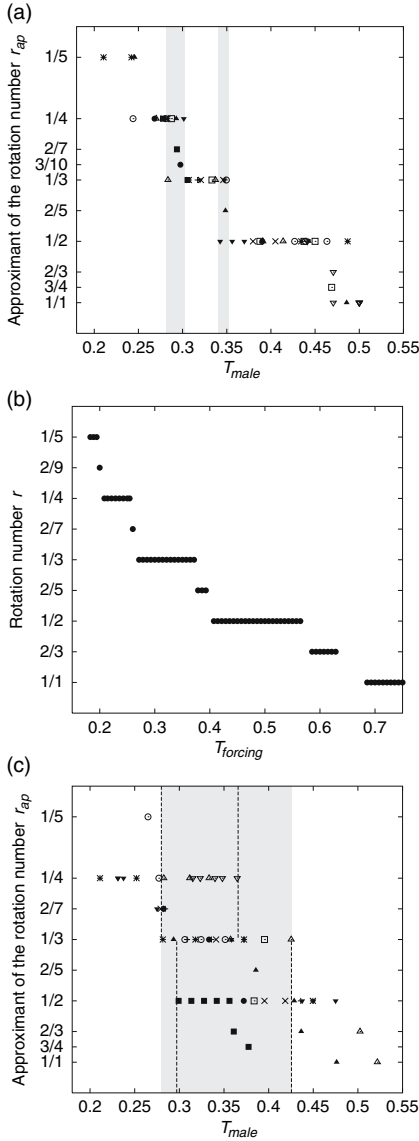 (a)
Approximant of the rotation number r_ap
1/5
1/4
2/7
3/10
1/3
2/5
1/2
2/3
3/4
1/1
0.2 0.25 0.3 0.35 0.4 0.45 0.5 0.55
T_male
(b)
Rotation number r
1/5
2/9
1/4
2/7
1/3
2/5
1/2
2/3
1/1
0.2 0.3 0.4 0.5 0.6 0.7
T_forcing
(c)
Approximant of the rotation number r_ap
1/5
1/4
2/7
1/3
2/5
1/2
2/3
3/4
1/1
0.2 0.25 0.3 0.35 0.4 0.45 0.5 0.55
T_male